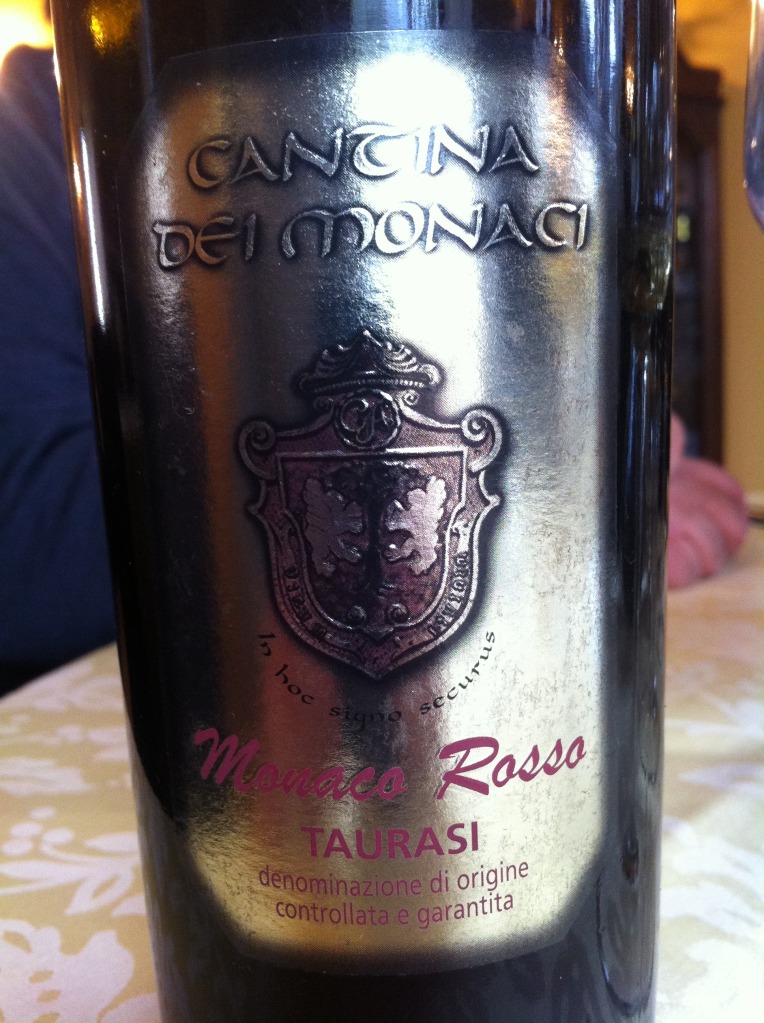 CANTINA
DEI MONACI
In hoc signo securus
Monaco Rosso
TAURASI
denominazione di origine
controllata e garantita